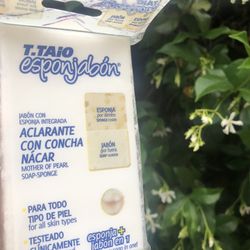 T.TAIO
esponjabón®
JABÓN CON
ESPONJA INTEGRADA
ACLARANTE
CON CONCHA
NÁCAR
MOTHER OF PEARL
SOAP-SPONGE
ESPONJA
por dentro
JABÓN
por fuera
PARA TODO
TIPO DE PIEL
for all skin types
TESTEADO
CLÍNICAMENTE
esponja +
jabón en 1